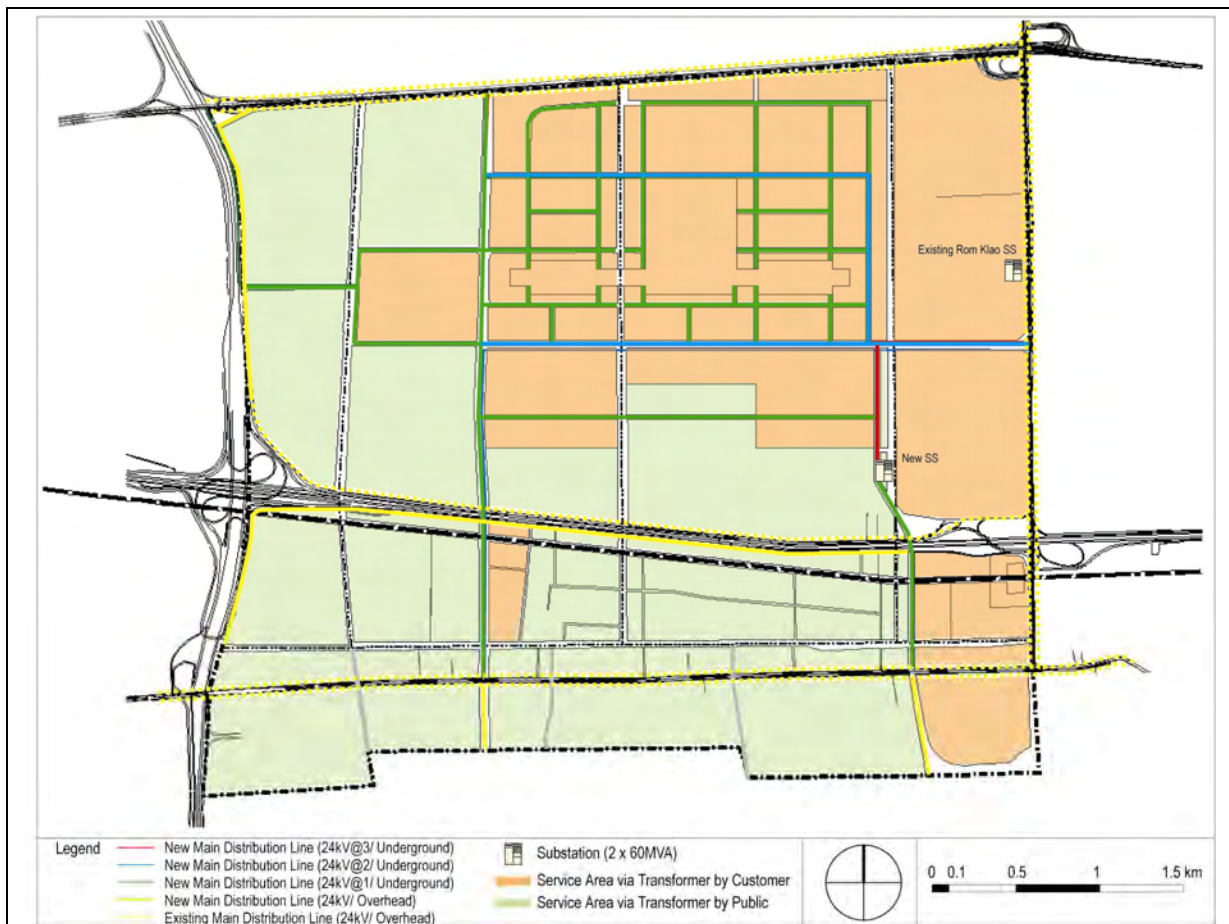 Existing Rom Klao SS
New SS
Legend
New Main Distribution Line (24kV@3/ Underground)
New Main Distribution Line (24kV@2/ Underground)
New Main Distribution Line (24kV@1/ Underground)
New Main Distribution Line (24kV/ Overhead)
Existing Main Distribution Line (24kV/ Overhead)
Substation (2 x 60MVA)
Service Area via Transformer by Customer
Service Area via Transformer by Public
0 0.1 0.5 1 1.5 km